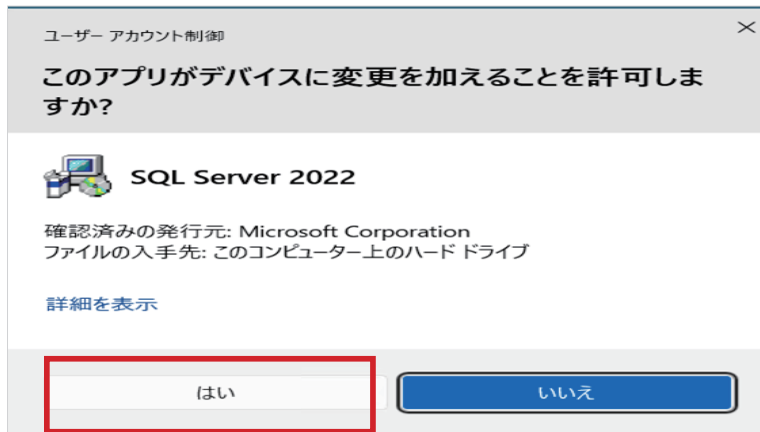 ユーザー アカウント制御
このアプリがデバイスに変更を加えることを許可しま
すか?
SQL Server 2022
確認済みの発行元: Microsoft Corporation
ファイルの入手先: このコンピューター上のハード ドライブ
詳細を表示
はい
いいえ